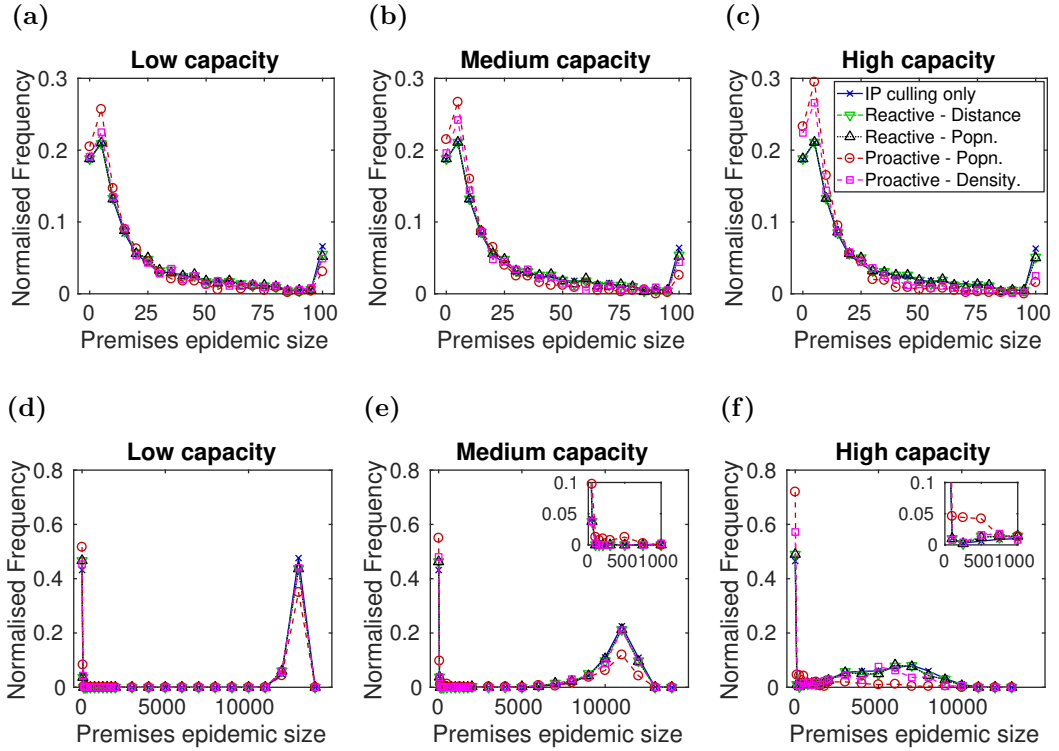 (a)
(b)
(c)
Low capacity
Medium capacity
High capacity
Normalised Frequency
0.3
0.2
0.1
0
0 25 50 75 100
Premises epidemic size
Normalised Frequency
0.3
0.2
0.1
0
0 25 50 75 100
Premises epidemic size
Normalised Frequency
0.3
0.2
0.1
0
0 25 50 75 100
Premises epidemic size
IP culling only
Reactive - Distance
Reactive - Popn.
Proactive - Popn.
Proactive - Density.
(d)
(e)
(f)
Low capacity
Medium capacity
High capacity
Normalised Frequency
0.8
0.6
0.4
0.2
0
0 5000 10000
Premises epidemic size
Normalised Frequency
0.8
0.6
0.4
0.2
0
0 5000 10000
Premises epidemic size
0.1
0.05
0
0 500 1000
Normalised Frequency
0.8
0.6
0.4
0.2
0
0 5000 10000
Premises epidemic size
0.1
0.05
0
0 500 1000